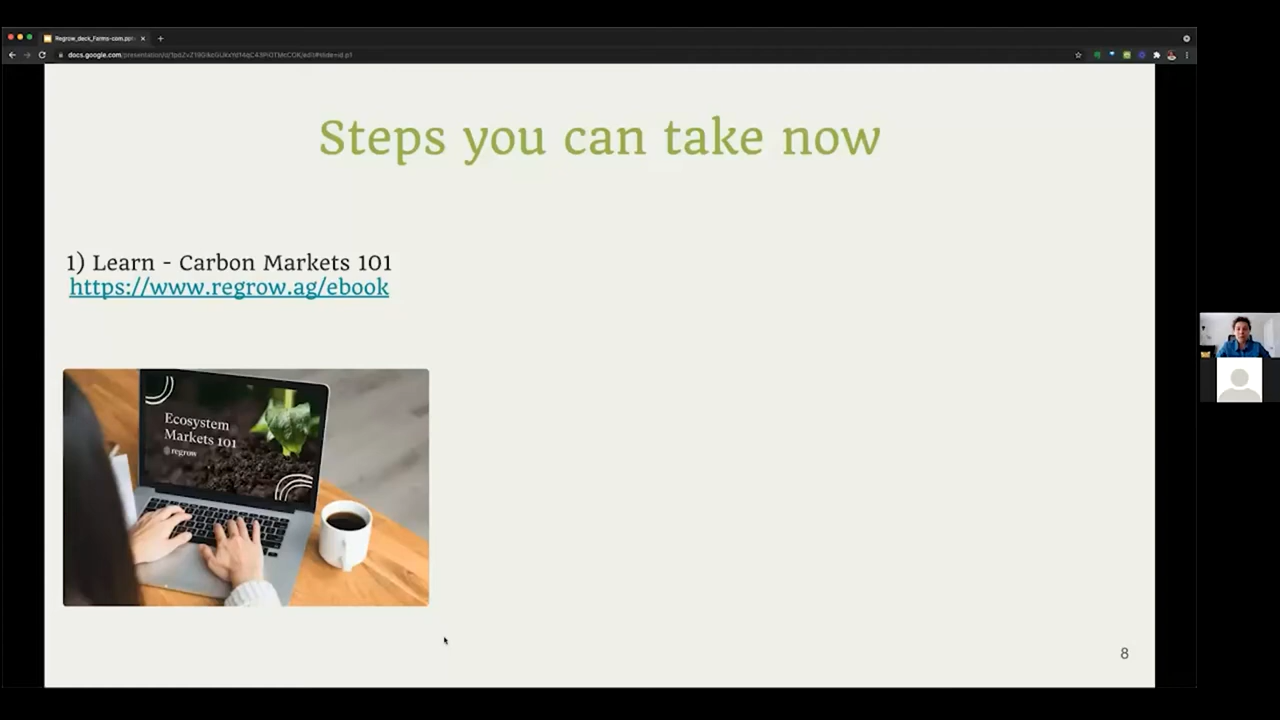 Regrow_deck_Farms-com.pptx
Steps you can take now
1) Learn - Carbon Markets 101
https://www.regrow.ag/ebook
Ecosystem
Markets 101
regrow
8